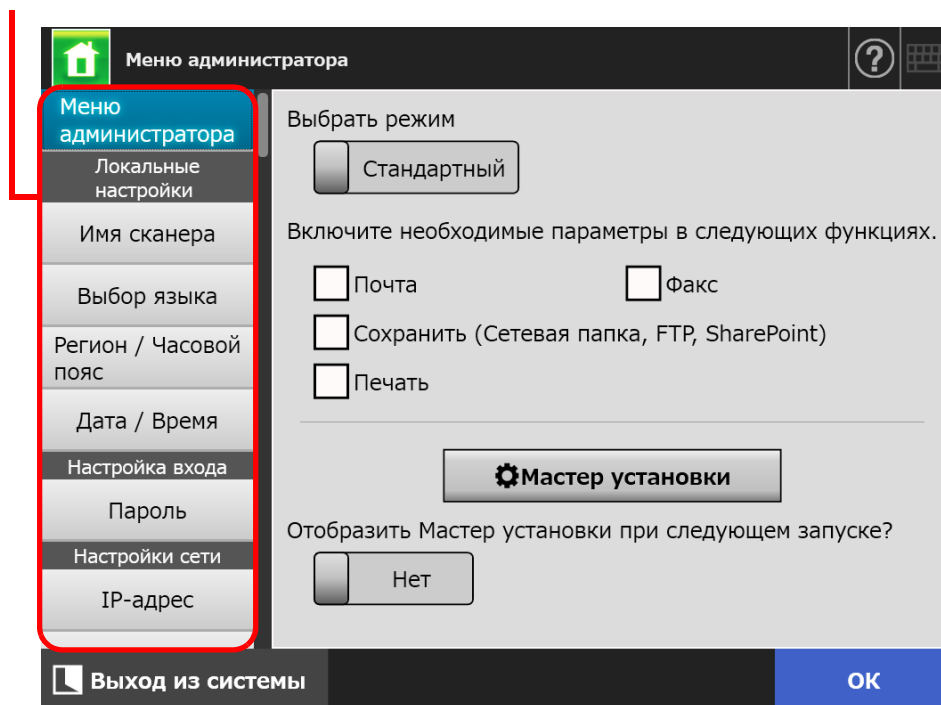 Меню администратора
?
Меню
администратора
Локальные
настройки
Имя сканера
Выбор языка
Регион / Часовой
пояс
Дата / Время
Настройка входа
Пароль
Настройки сети
IP-адрес
Выбрать режим
Стандартный
Включите необходимые параметры в следующих функциях.
Почта
Факс
Сохранить (Сетевая папка, FTP, SharePoint)
Печать
Мастер установки
Отобразить Мастер установки при следующем запуске?
Нет
Выход из системы
ОК